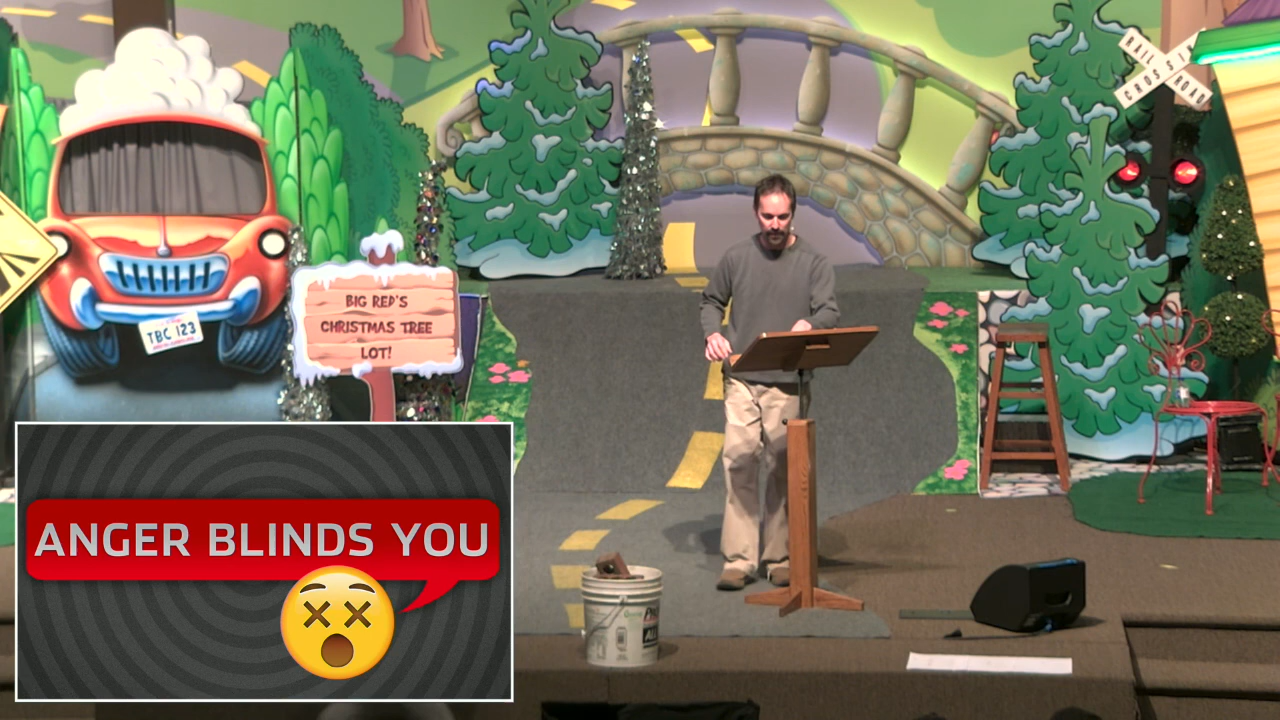 RAIL
CROSSING
ROAD
TBC 123
BIG RED'S
CHRISTMAS TREE
LOT!
ANGER BLINDS YOU